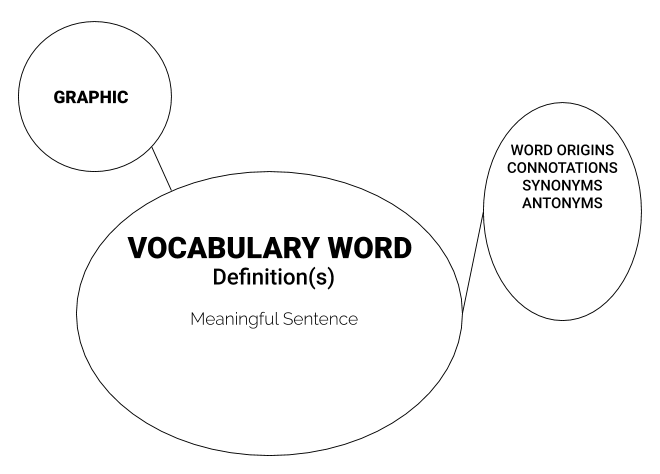 GRAPHIC
WORD ORIGINS
CONNOTATIONS
SYNONYMS
ANTONYMS
VOCABULARY WORD
Definition(s)
Meaningful Sentence